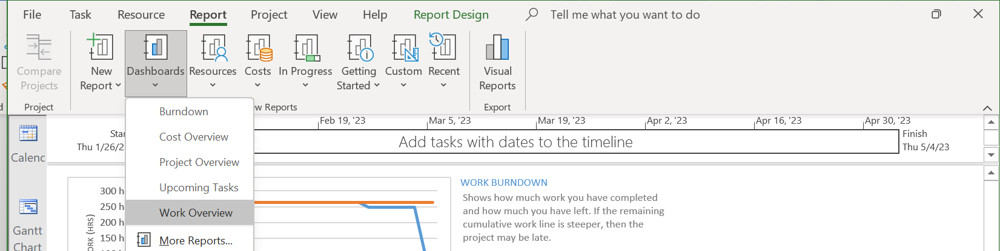 File Task Resource Report Project View Help Report Design Tell me what you want to do
Compare Projects
New Report
Dashboards
Resources
Costs
In Progress
Getting Started
Custom
Recent
Visual Reports
Project
w Reports
Export
Burndown
Cost Overview
Project Overview
Upcoming Tasks
Work Overview
More Reports...
Calenc
Gantt
Chart
Star
Thu 1/26/2
Feb 19, '23 Mar 5, '23 Mar 19, '23 Apr 2, '23 Apr 16, '23 Apr 30, '23
Add tasks with dates to the timeline
Finish
Thu 5/4/23
300 h
250 h
200 h
150 h
ORK (HRS)
WORK BURNDOWN
Shows how much work you have completed
and how much you have left. If the remaining
cumulative work line is steeper, then the
project may be late.